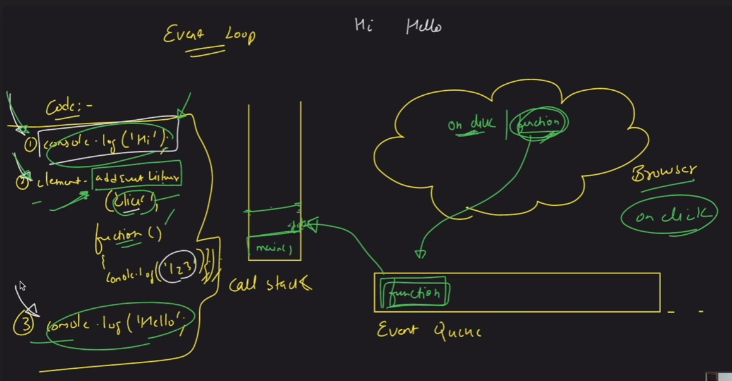 Event Loop
Hi Hello
Code:-
① console.log('Hi');
② element. addEventListener
('click',
function()
{
console.log('123')});
③ console.log('Hello';
main()
Call stack
on click | function
Browser
on click
function
Event Queue